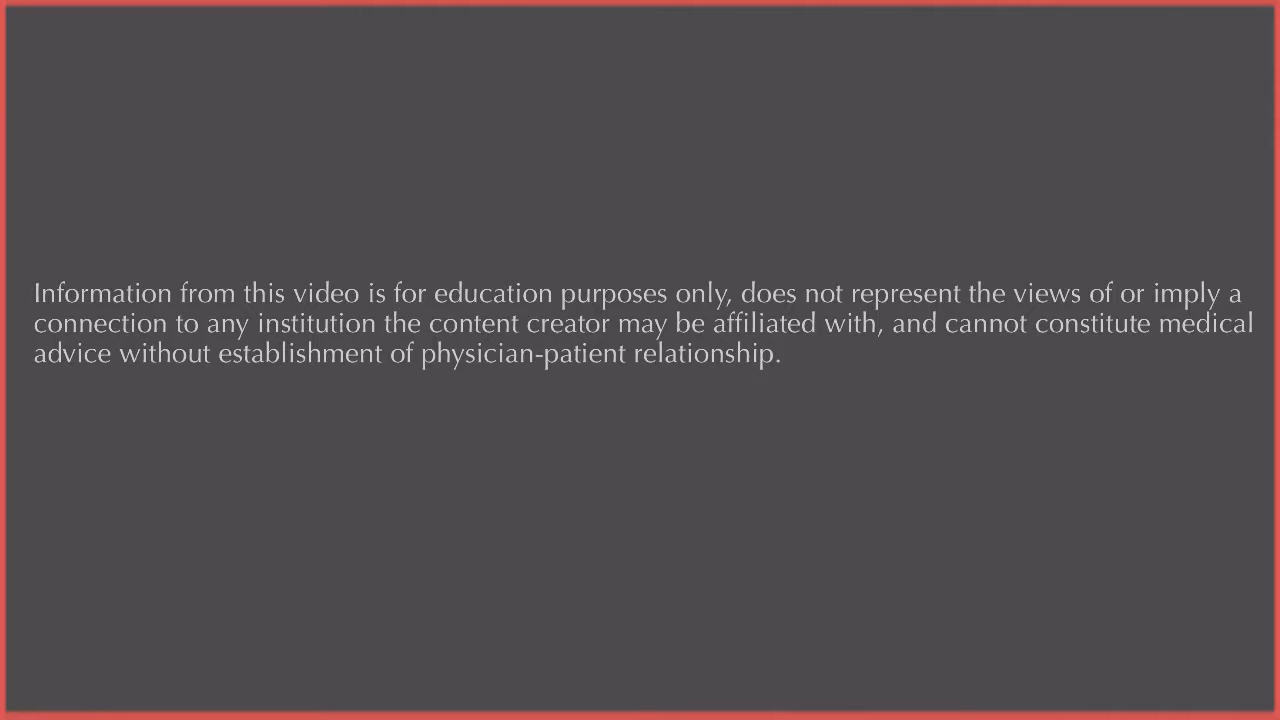 Information from this video is for education purposes only, does not represent the views of or imply a
connection to any institution the content creator may be affiliated with, and cannot constitute medical
advice without establishment of physician-patient relationship.